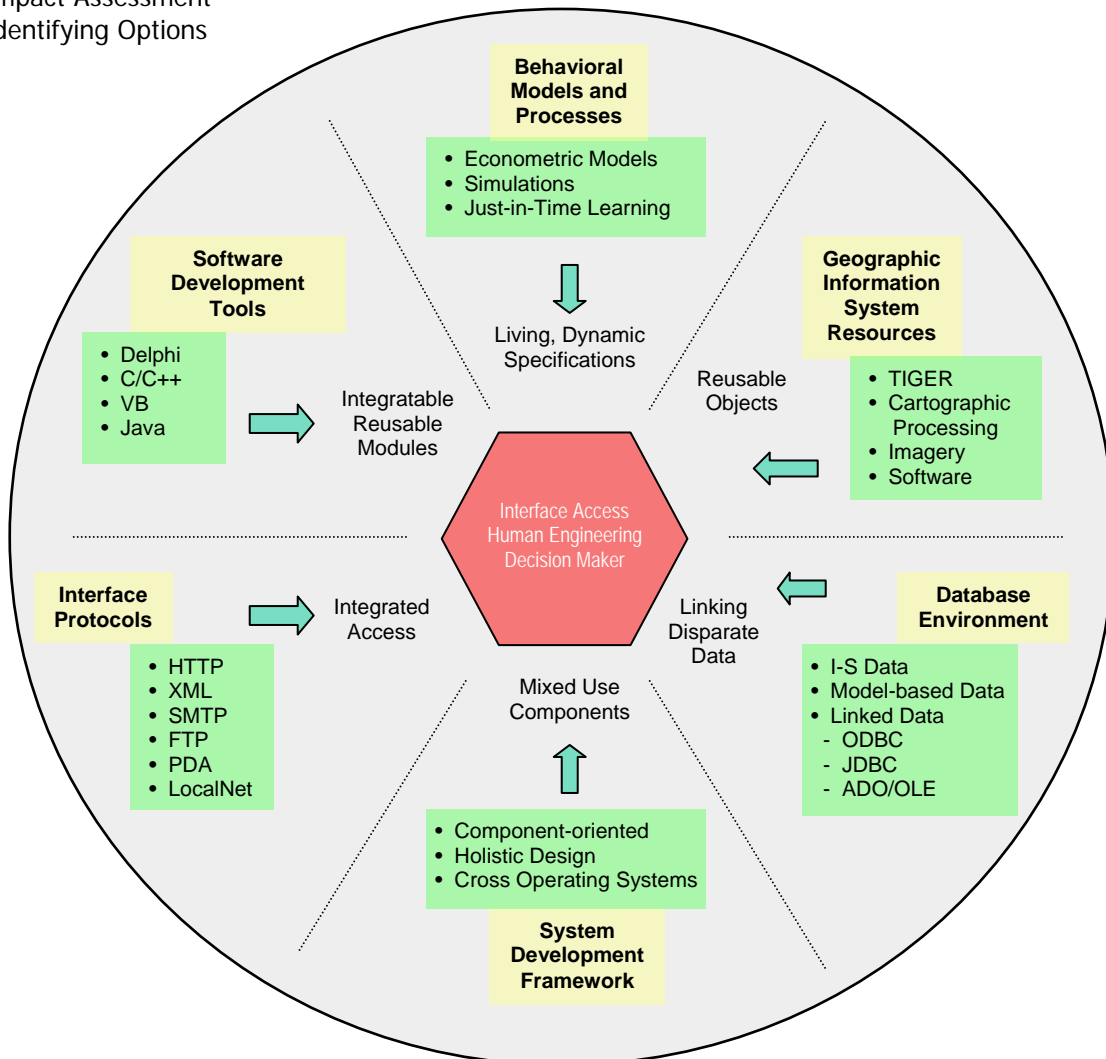 mpact Assessment
dentifying Options
Behavioral
Models and
Processes
• Econometric Models
• Simulations
• Just-in-Time Learning
Living, Dynamic
Specifications
Software
Development
Tools
• Delphi
• C/C++
• VB
• Java
Integratable
Reusable
Modules
Geographic
Information
System
Resources
• TIGER
• Cartographic
Processing
• Imagery
• Software
Reusable
Objects
Interface Access
Human Engineering
Decision Maker
Interface
Protocols
• HTTP
• XML
• SMTP
• FTP
• PDA
• LocalNet
Integrated
Access
Linking
Disparate
Data
Database
Environment
• I-S Data
• Model-based Data
• Linked Data
- ODBC
- JDBC
- ADO/OLE
Mixed Use
Components
• Component-oriented
• Holistic Design
• Cross Operating Systems
System
Development
Framework